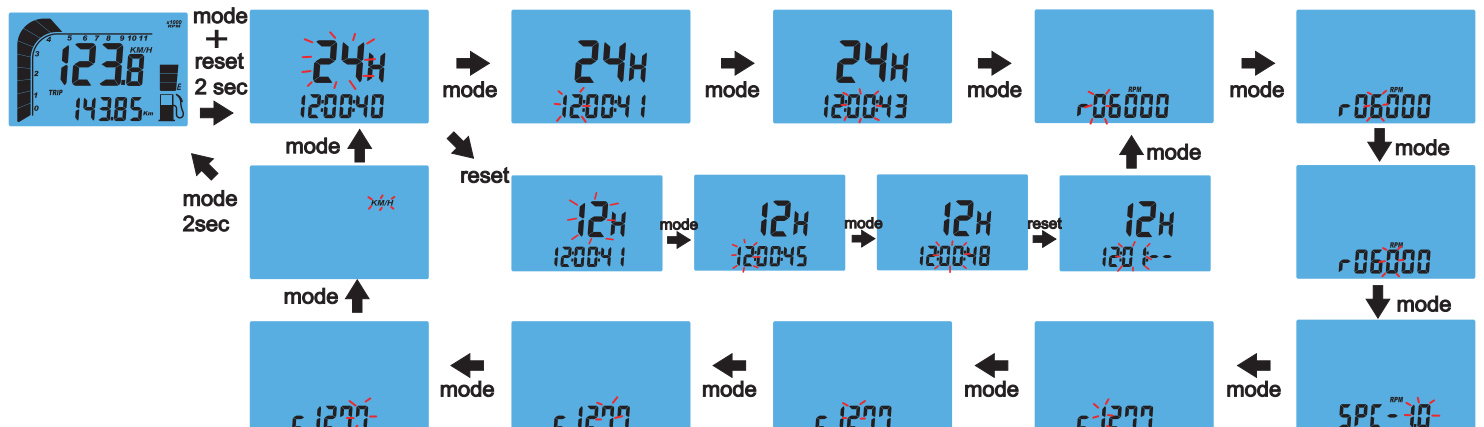 x1000
RPM
4 5 6 7 8 9 10 11
3
2
1
0
123.8
KM/H
TRIP
143.85
Km
E
mode
+
reset
2 sec
24H
12:00:40
mode
24H
12:00:41
mode
24H
12:00:43
mode
RPM
r06000
mode
RPM
r06000
mode
mode
2sec
mode
KM/H
reset
12H
12:00:41
mode
12H
12:00:45
mode
12H
12:00:48
reset
12H
12:01:--
mode
RPM
r06000
mode
mode
mode
mode
mode
mode
RPM
SPC-1.0